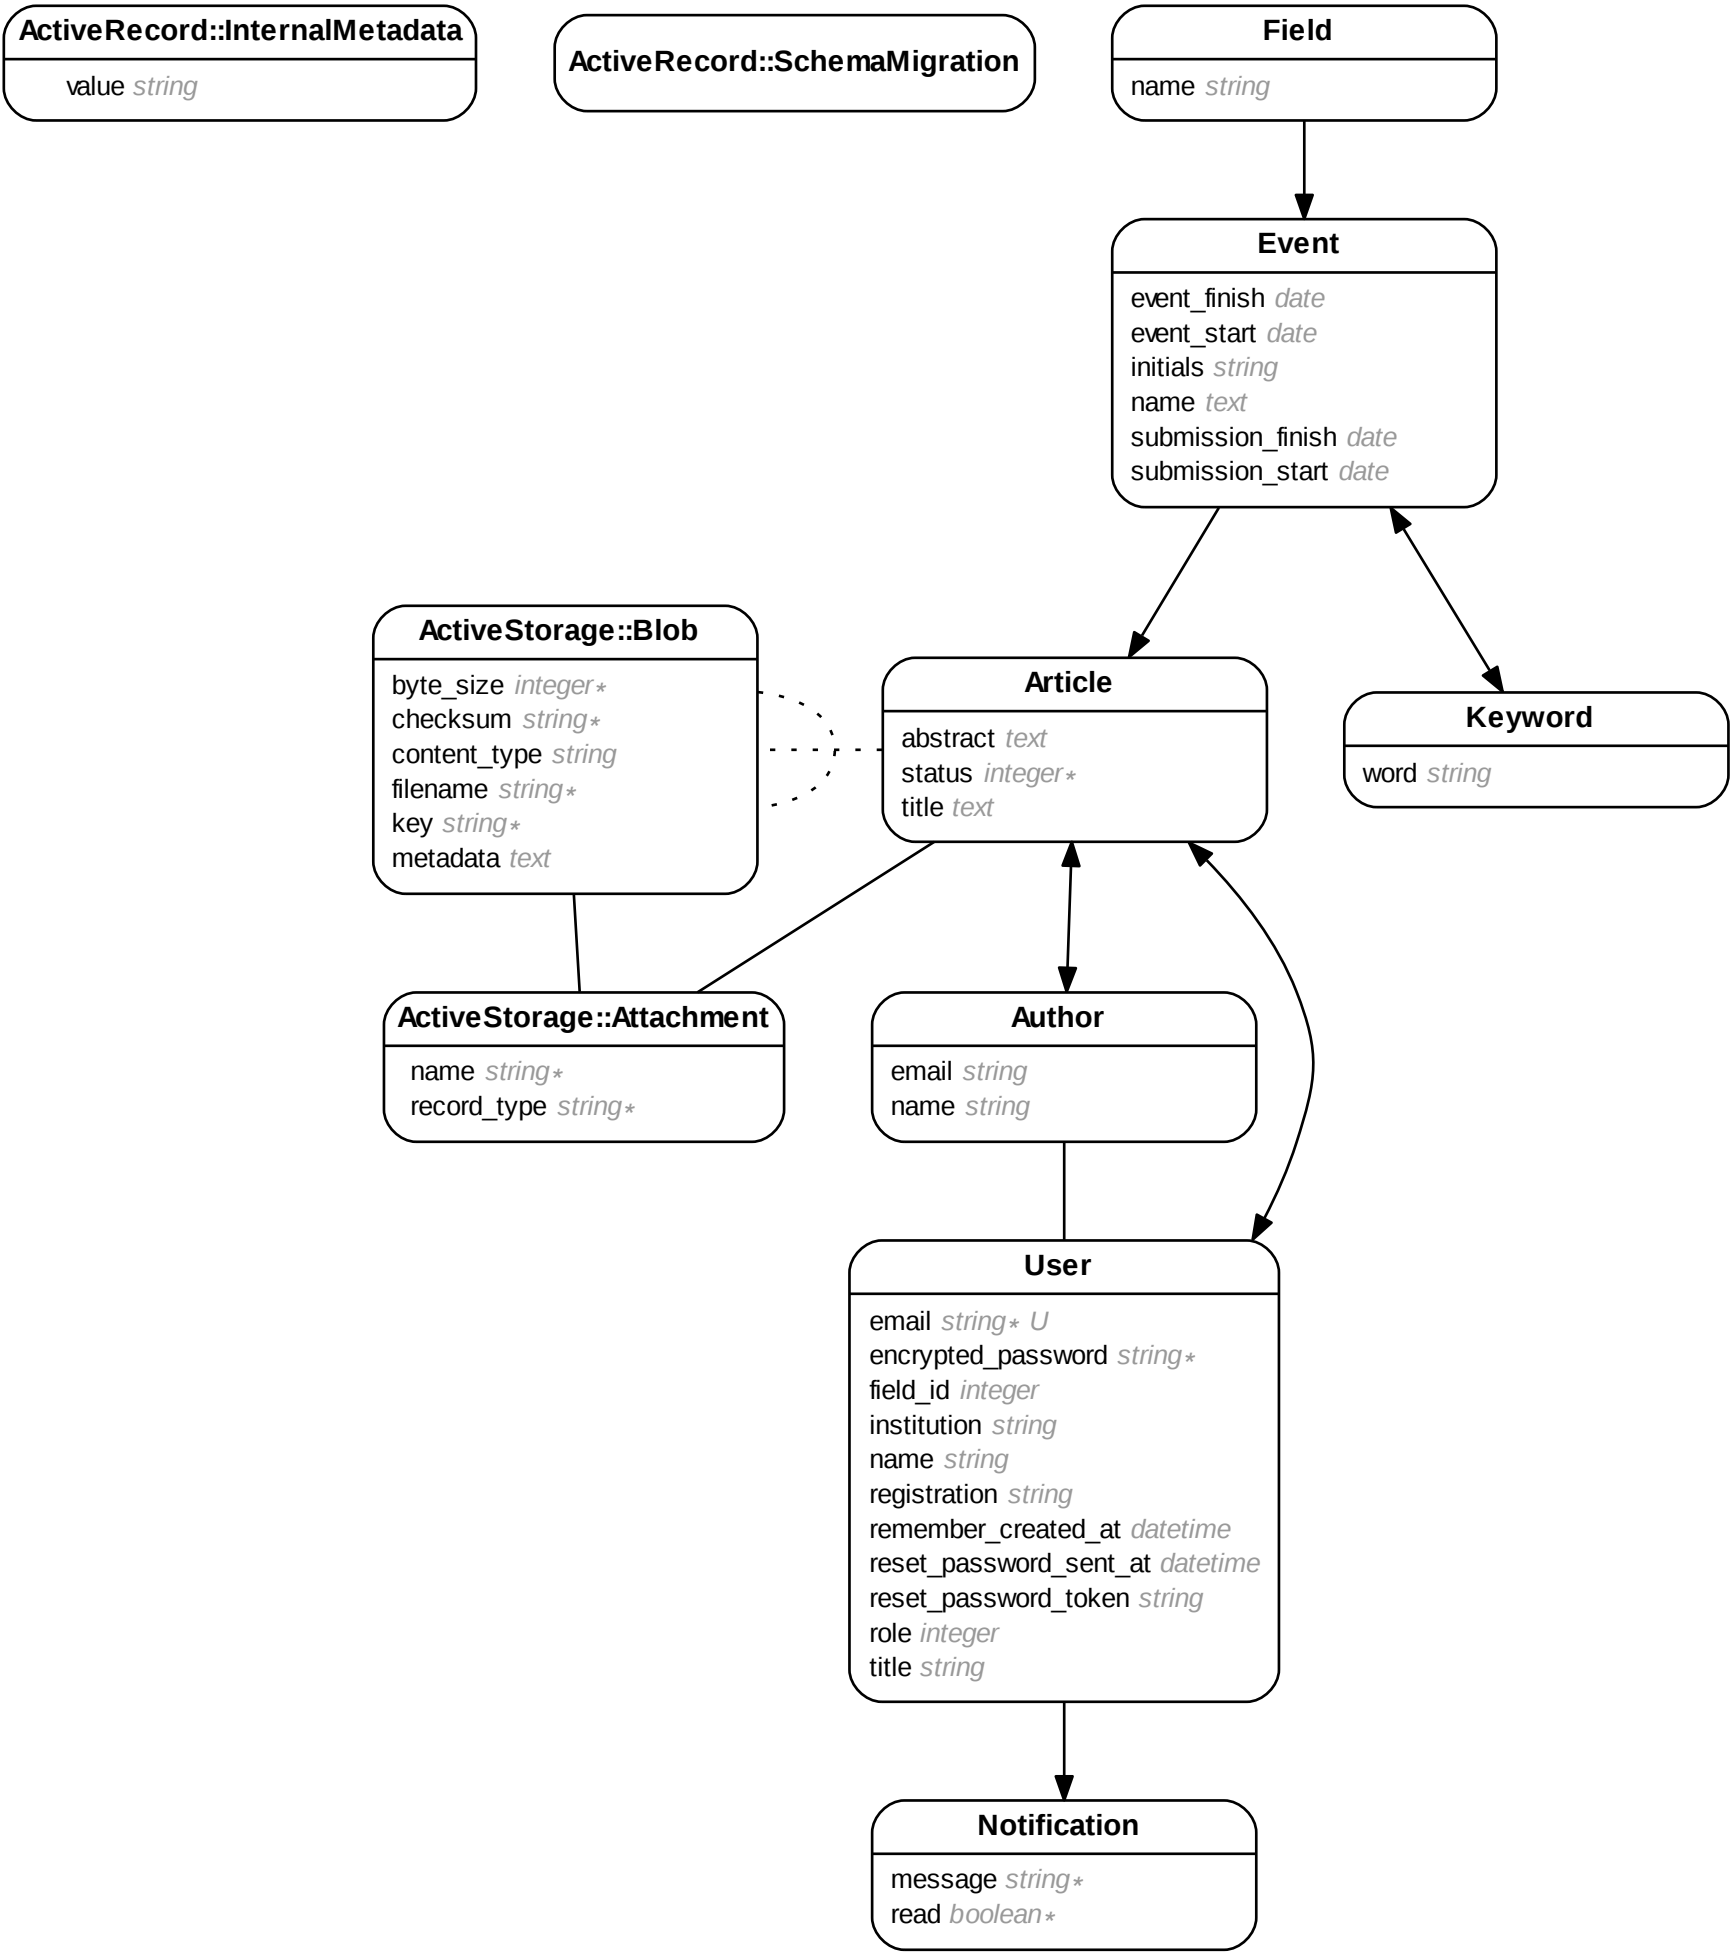 ActiveRecord::InternalMetadata
value string
ActiveRecord::SchemaMigration
Field
name string
Event
event_finish date
event_start date
initials string
name text
submission_finish date
submission_start date
ActiveStorage::Blob
byte_size integer*
checksum string*
content_type string
filename string*
key string*
metadata text
Article
abstract text
status integer*
title text
Keyword
word string
ActiveStorage::Attachment
name string*
record_type string*
Author
email string
name string
User
email string* U
encrypted_password string*
field_id integer
institution string
name string
registration string
remember_created_at datetime
reset_password_sent_at datetime
reset_password_token string
role integer
title string
Notification
message string*
read boolean*